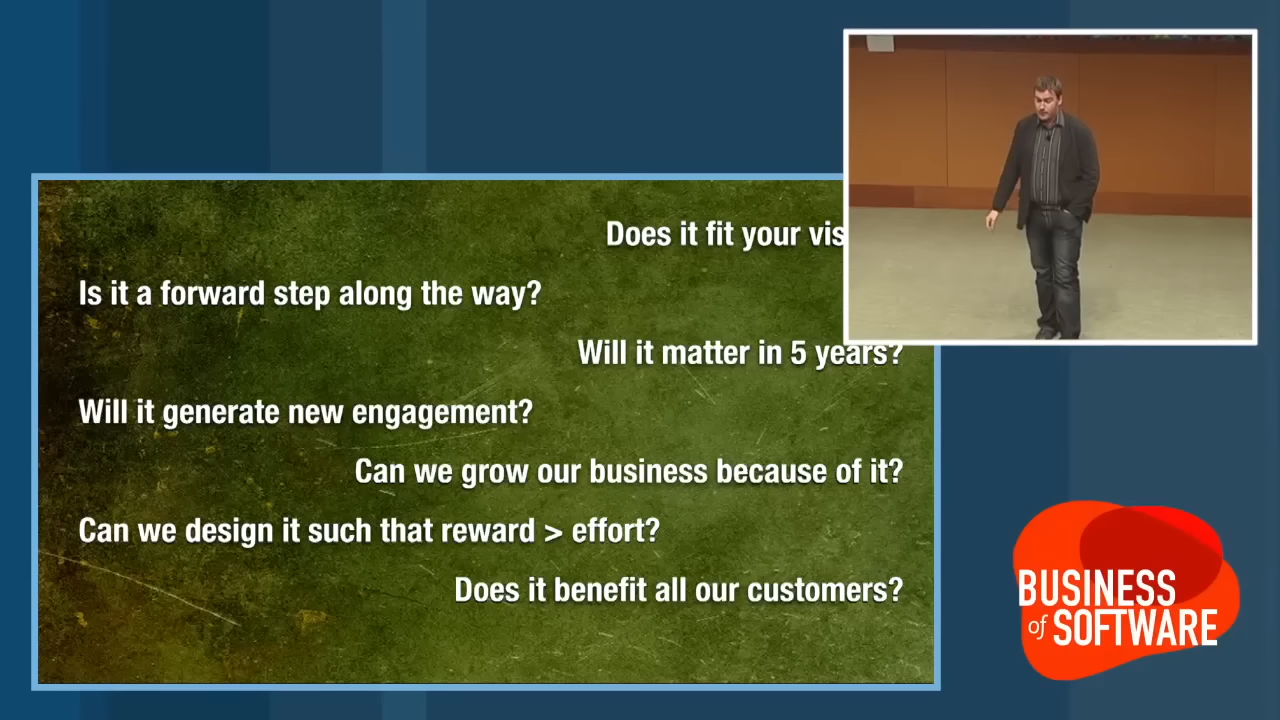 Does it fit your
Is it a forward step along the way?
Will it matter in 5 years?
Will it generate new engagement?
Can we grow our business because of it?
Can we design it such that reward > effort?
Does it benefit all our customers?
BUSINESS
of SOFTWARE